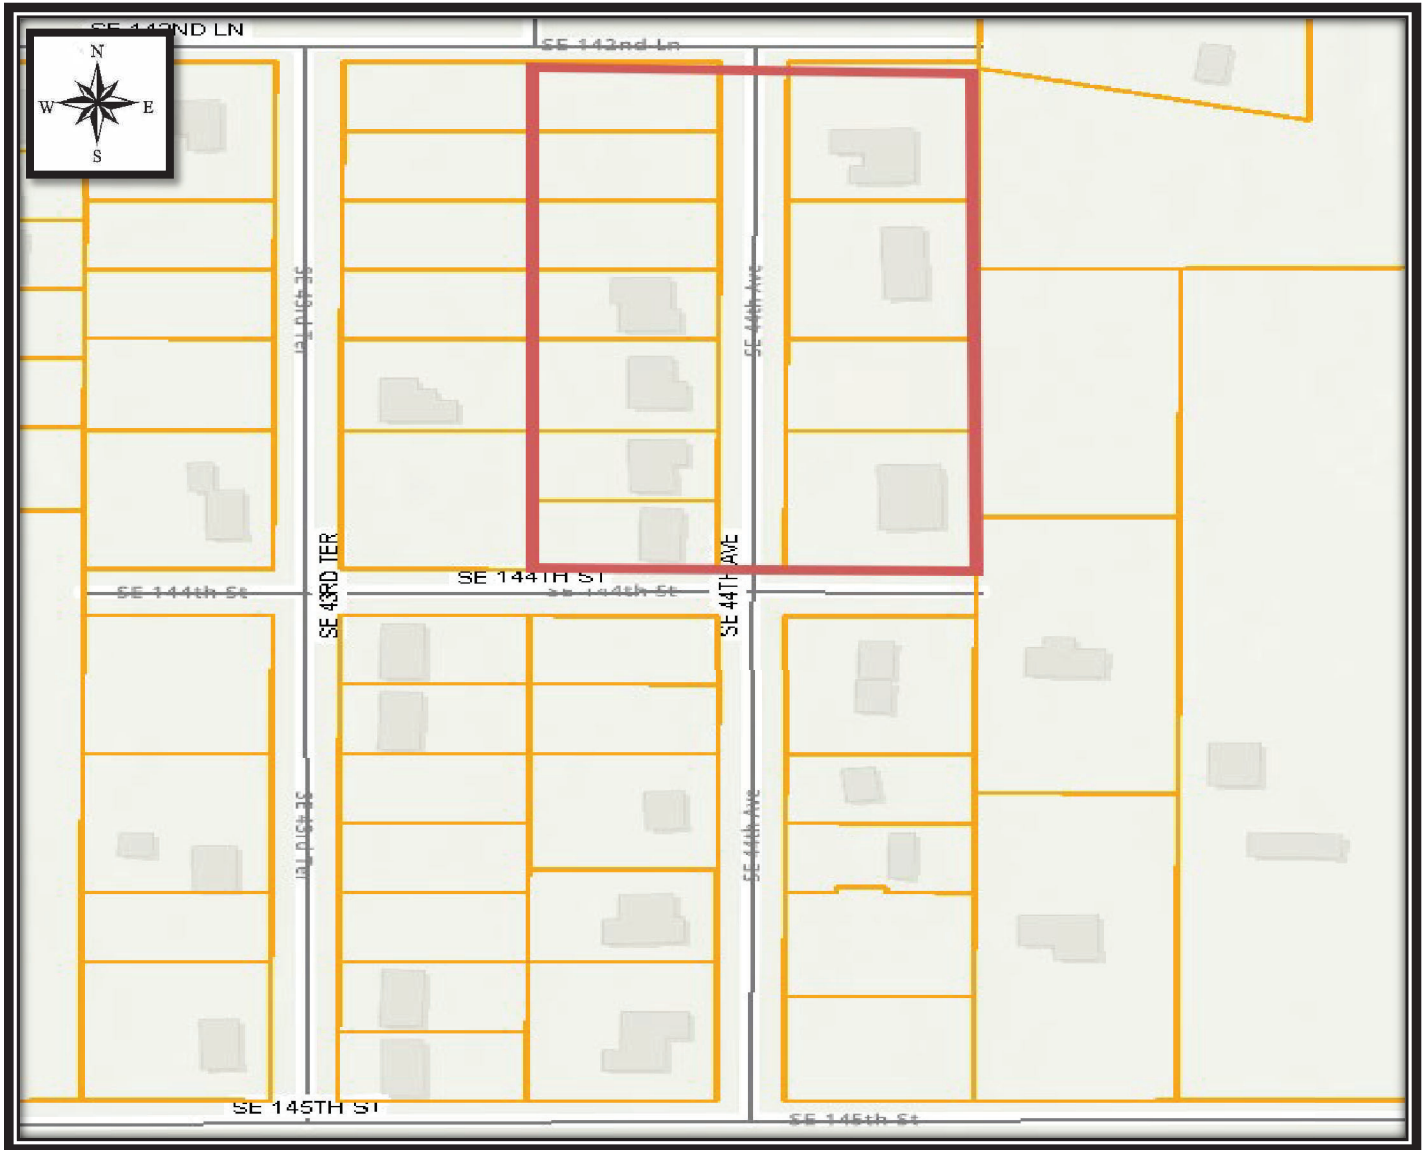 SE 142ND LN
SE 142nd Ln
N
W
E
S
SE 43rd Ter
SE 44th Ave
SE 43RD TER
SE 44TH AVE
SE 144TH ST
SE 144th St
SE 144th St
SE 43rd Ter
SE 44th Ave
SE 145TH ST
SE 145th St